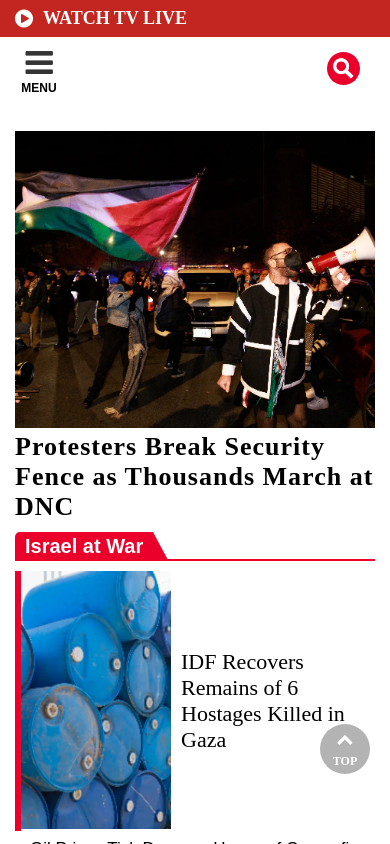 WATCH TV LIVE
MENU
Protesters Break Security
Fence as Thousands March at
DNC
Israel at War
IDF Recovers
Remains of 6
Hostages Killed in
Gaza
TOP